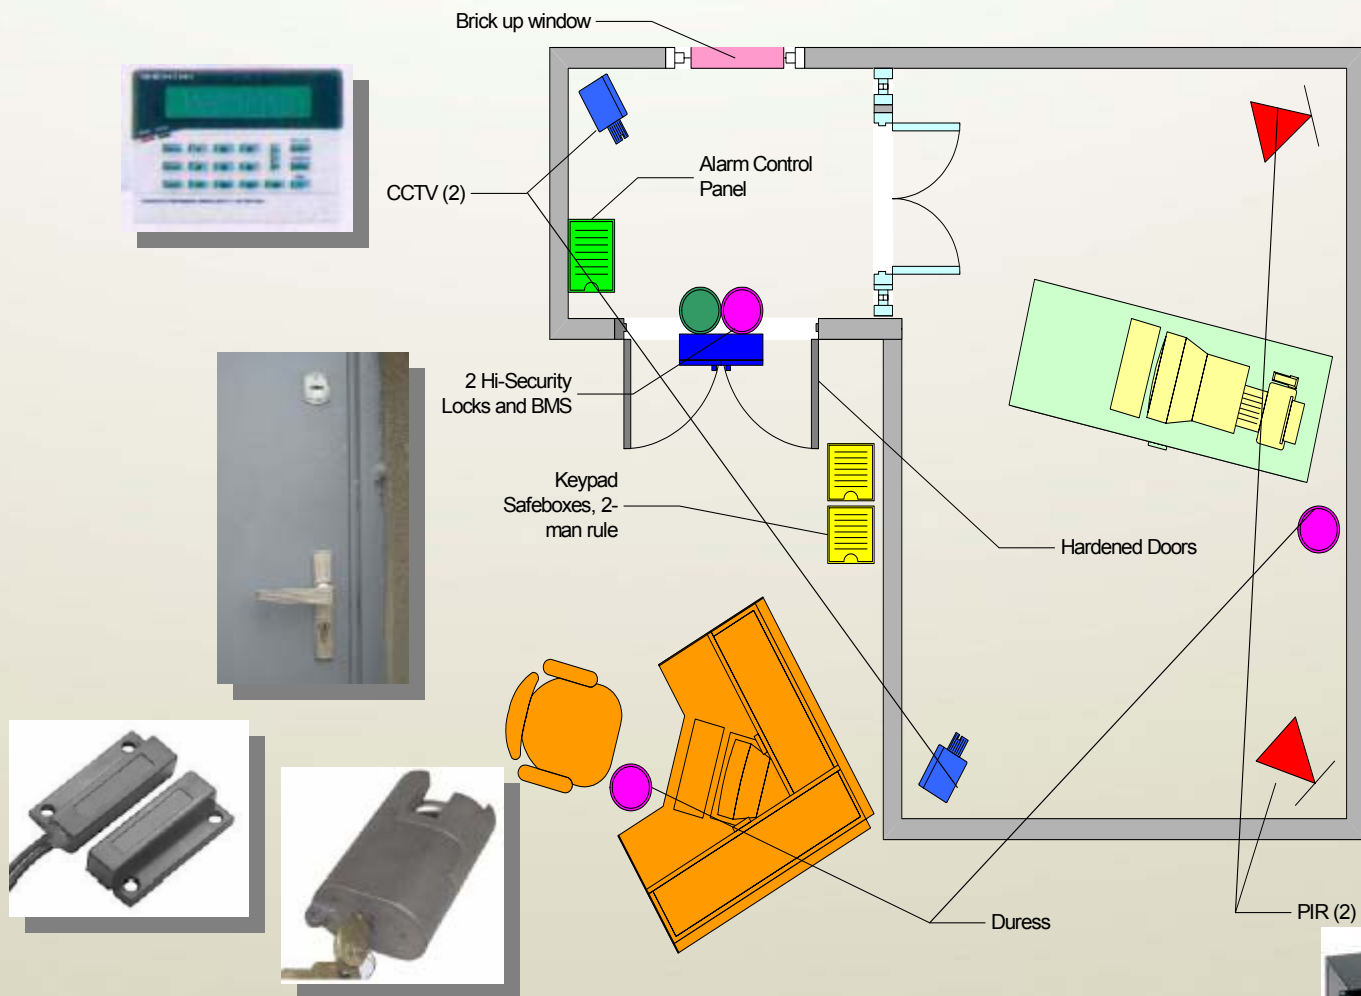 Brick up window
CCTV (2)
Alarm Control
Panel
2 Hi-Security
Locks and BMS
Keypad
Safeboxes, 2-
man rule
Hardened Doors
Duress
PIR (2)